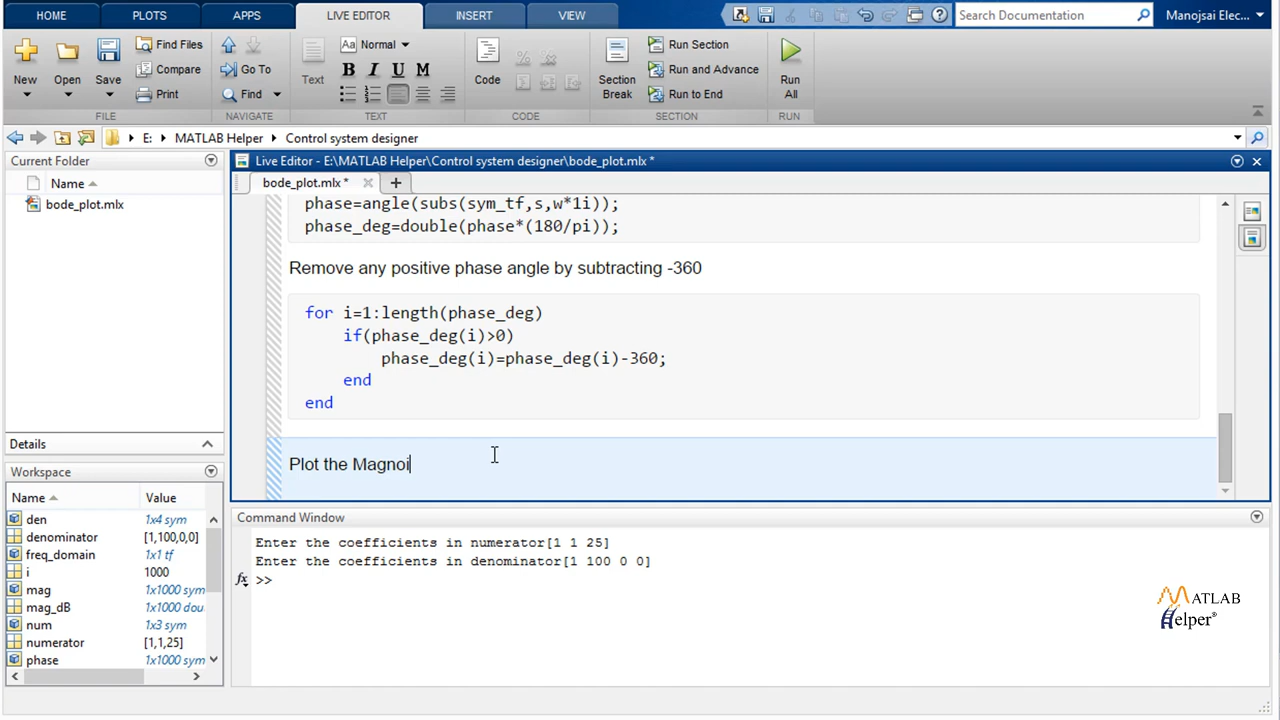 HOME PLOTS APPS LIVE EDITOR INSERT VIEW Search Documentation Manojsai Elec...
New Open Save Find Files Compare Print Go To Find Text Aa Normal B I U M Code Section Break Run Section Run and Advance Run to End Run All
FILE NAVIGATE TEXT CODE SECTION RUN
E: MATLAB Helper Control system designer
Current Folder
Name
bode_plot.mlx
Details
Workspace
Name Value
den 1x4 sym
denominator [1,100,0,0]
freq_domain 1x1 tf
i 1000
mag 1x1000 sym
mag_dB 1x1000 dou
num 1x3 sym
numerator [1,1,25]
phase 1x1000 sym
Live Editor - E:\MATLAB Helper\Control system designer\bode_plot.mlx *
bode_plot.mlx *
phase=angle(subs(sym_tf,s,w*1i));
phase_deg=double(phase*(180/pi));
Remove any positive phase angle by subtracting -360
for i=1:length(phase_deg)
if(phase_deg(i)>0)
phase_deg(i)=phase_deg(i)-360;
end
end
Plot the Magnoi
Command Window
Enter the coefficients in numerator[1 1 25]
Enter the coefficients in denominator[1 100 0 0]
fx >>
MATLAB
Helper®